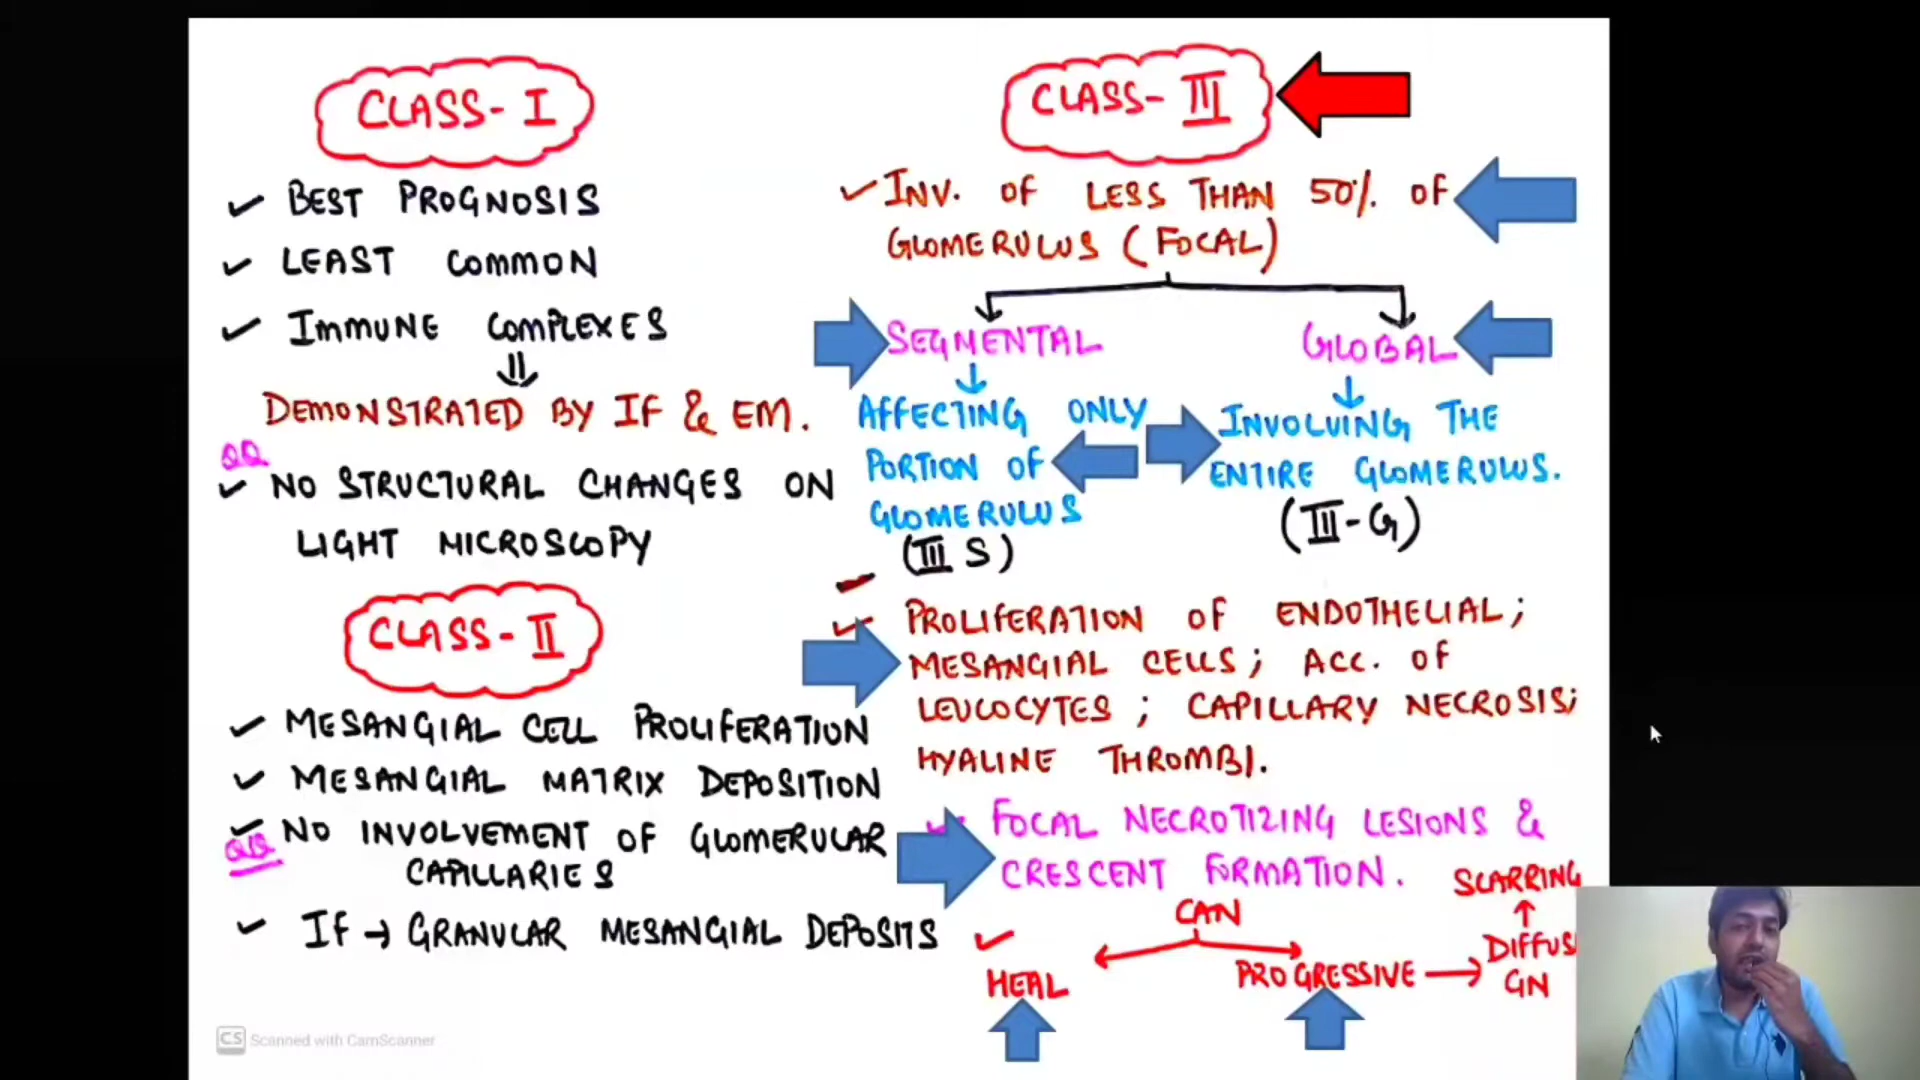 CLASS-I
BEST PROGNOSIS
LEAST COMMON
IMMUNE COMPLEXES
DEMONSTRATED BY IF & EM.
QQ
NO STRUCTURAL CHANGES ON
LIGHT MICROSCOPY
CLASS-II
MESANGIAL CELL PROLIFERATION
MESANGIAL MATRIX DEPOSITION
NO INVOLVEMENT OF GLOMERULAR
QQ
CAPILLARIES
IF → GRANULAR MESANGIAL DEPOSITS
CLASS-III
INV. OF LESS THAN 50% OF
GLOMERULUS (FOCAL)
SEGMENTAL
GLOBAL
AFFECTING ONLY
PORTION OF
GLOMERULUS
(III S)
INVOLVING THE
ENTIRE GLOMERULUS.
(III-G)
PROLIFERATION OF ENDOTHELIAL;
MESANGIAL CELLS; ACC. OF
LEUCOCYTES; CAPILLARY NECROSIS;
HYALINE THROMBI.
FOCAL NECROTIZING LESIONS &
CRESCENT FORMATION.
CAN
HEAL
PROGRESSIVE →
DIFFUS
GN
SCARRING
CS Scanned with CamScanner